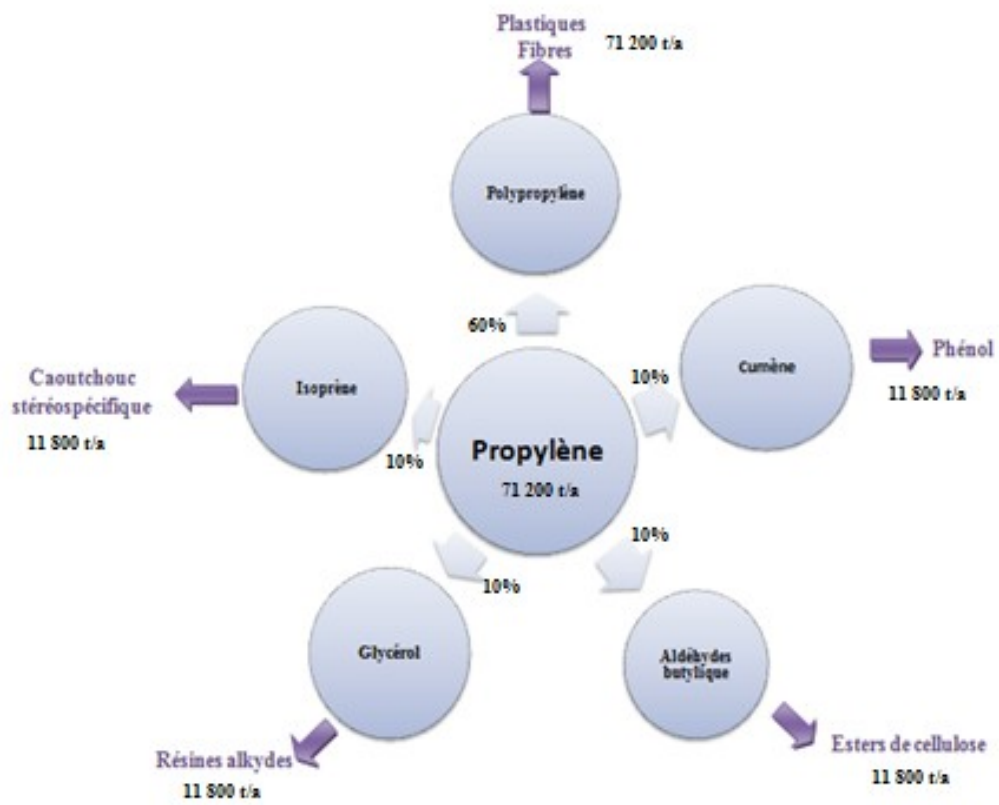 Plastiques
Fibres
71 200 t/a
Polypropylène
60%
Cumène
10%
Phénol
11 800 t/a
Isoprène
Caoutchouc
stéréospécifique
11 800 t/a
10%
Propylène
71 200 t/a
10%
10%
Glycérol
Aldéhydes
butylique
Résines alkydes
11 800 t/a
Esters de cellulose
11 800 t/a